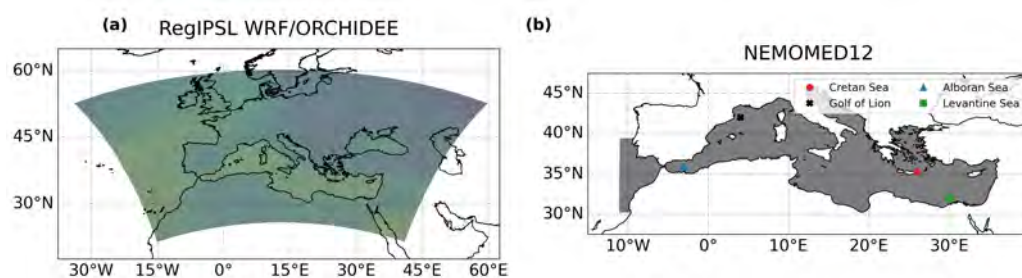 (a)
RegIPSL WRF/ORCHIDEE
60°N
45°N
30°N
30°W 15°W 0° 15°E 30°E 45°E 60°E
(b)
NEMOMED12
Cretan Sea
Golf of Lion
Alboran Sea
Levantine Sea
45°N
40°N
35°N
30°N
10°W 0° 10°E 20°E 30°E